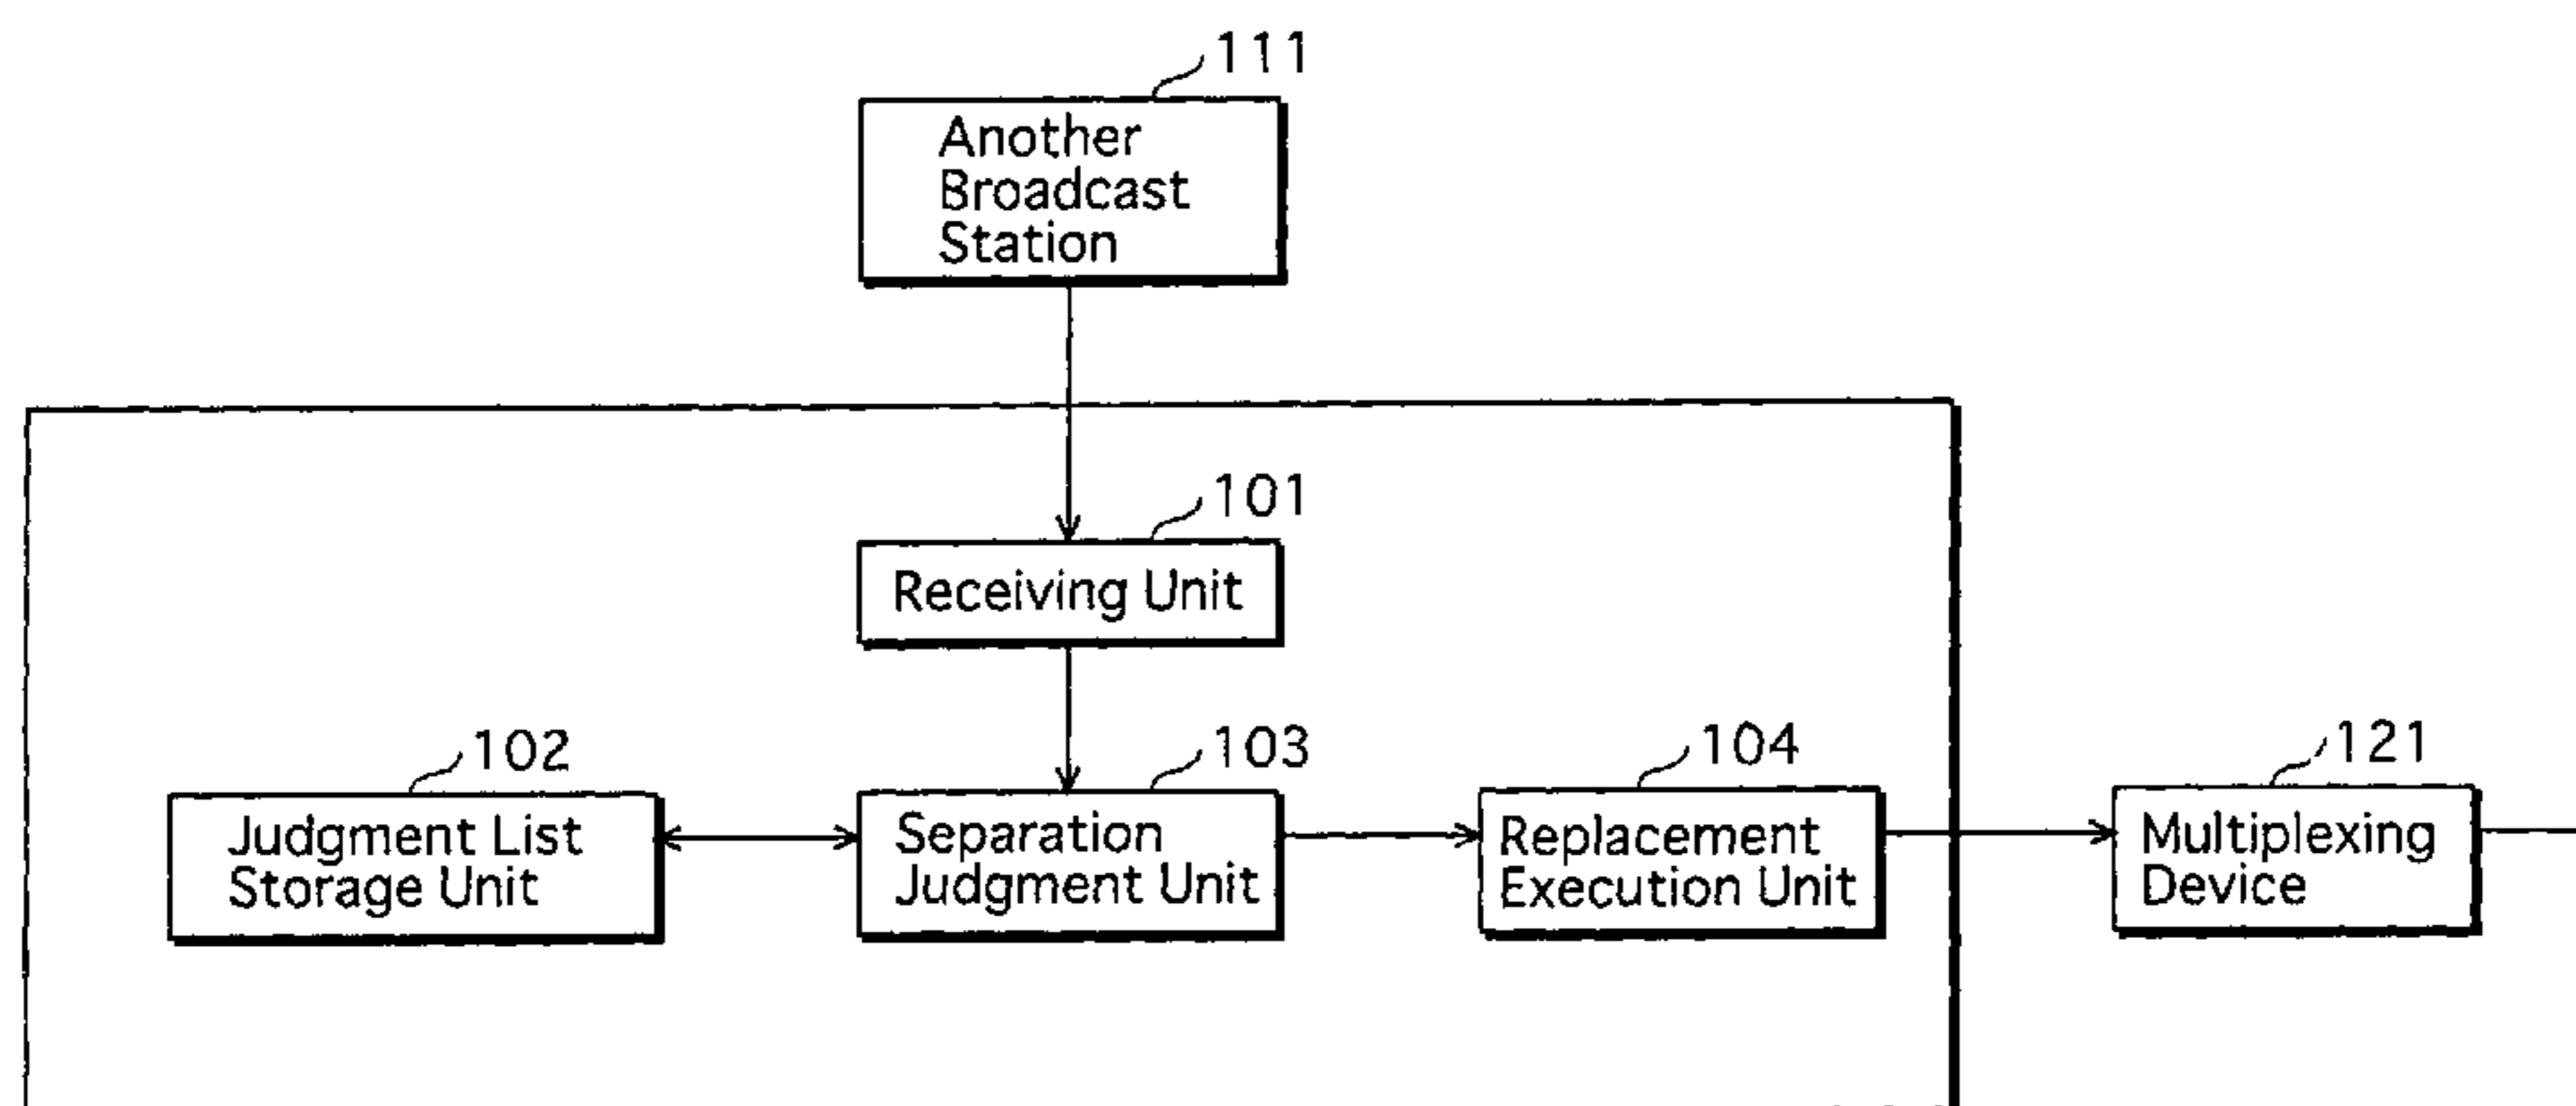 111
Another
Broadcast
Station
101
Receiving Unit
102
Judgment List
Storage Unit
103
Separation
Judgment Unit
104
Replacement
Execution Unit
121
Multiplexing
Device